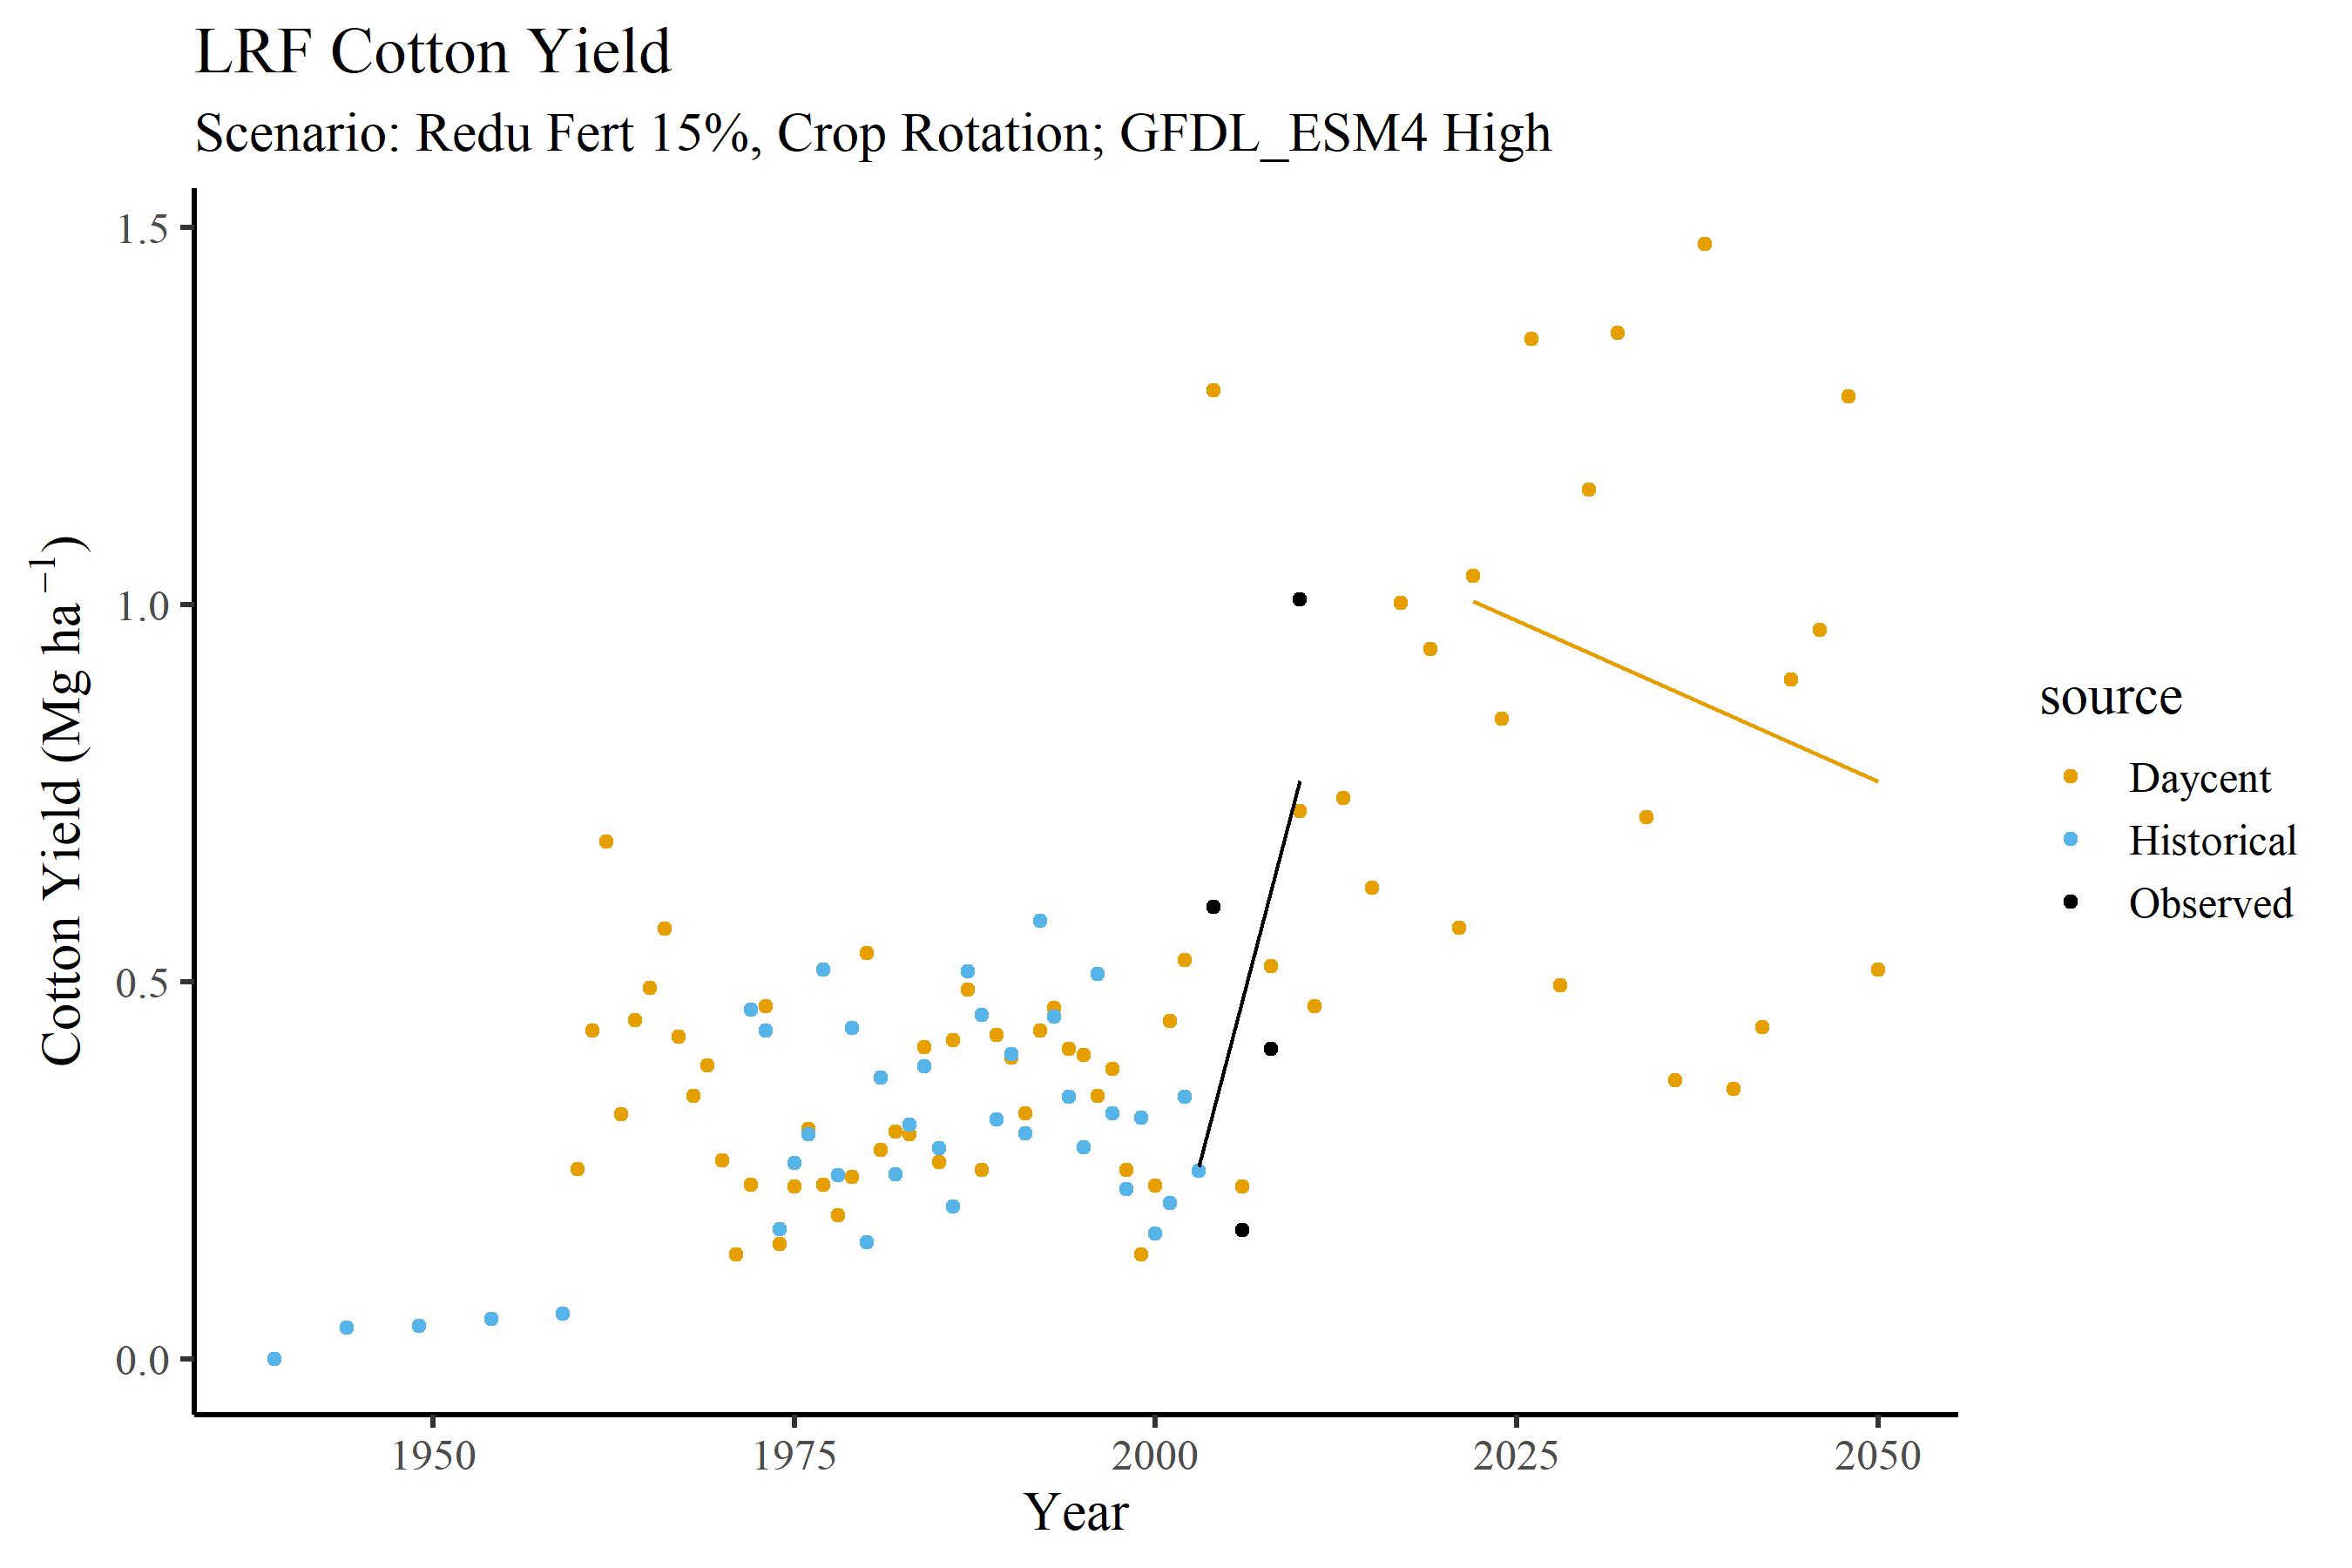 LRF Cotton Yield
Scenario: Redu Fert 15%, Crop Rotation; GFDL_ESM4 High
Cotton Yield (Mg ha⁻¹)
1.5
1.0
0.5
0.0
1950
1975
2000
2025
2050
Year
source
Daycent
Historical
Observed